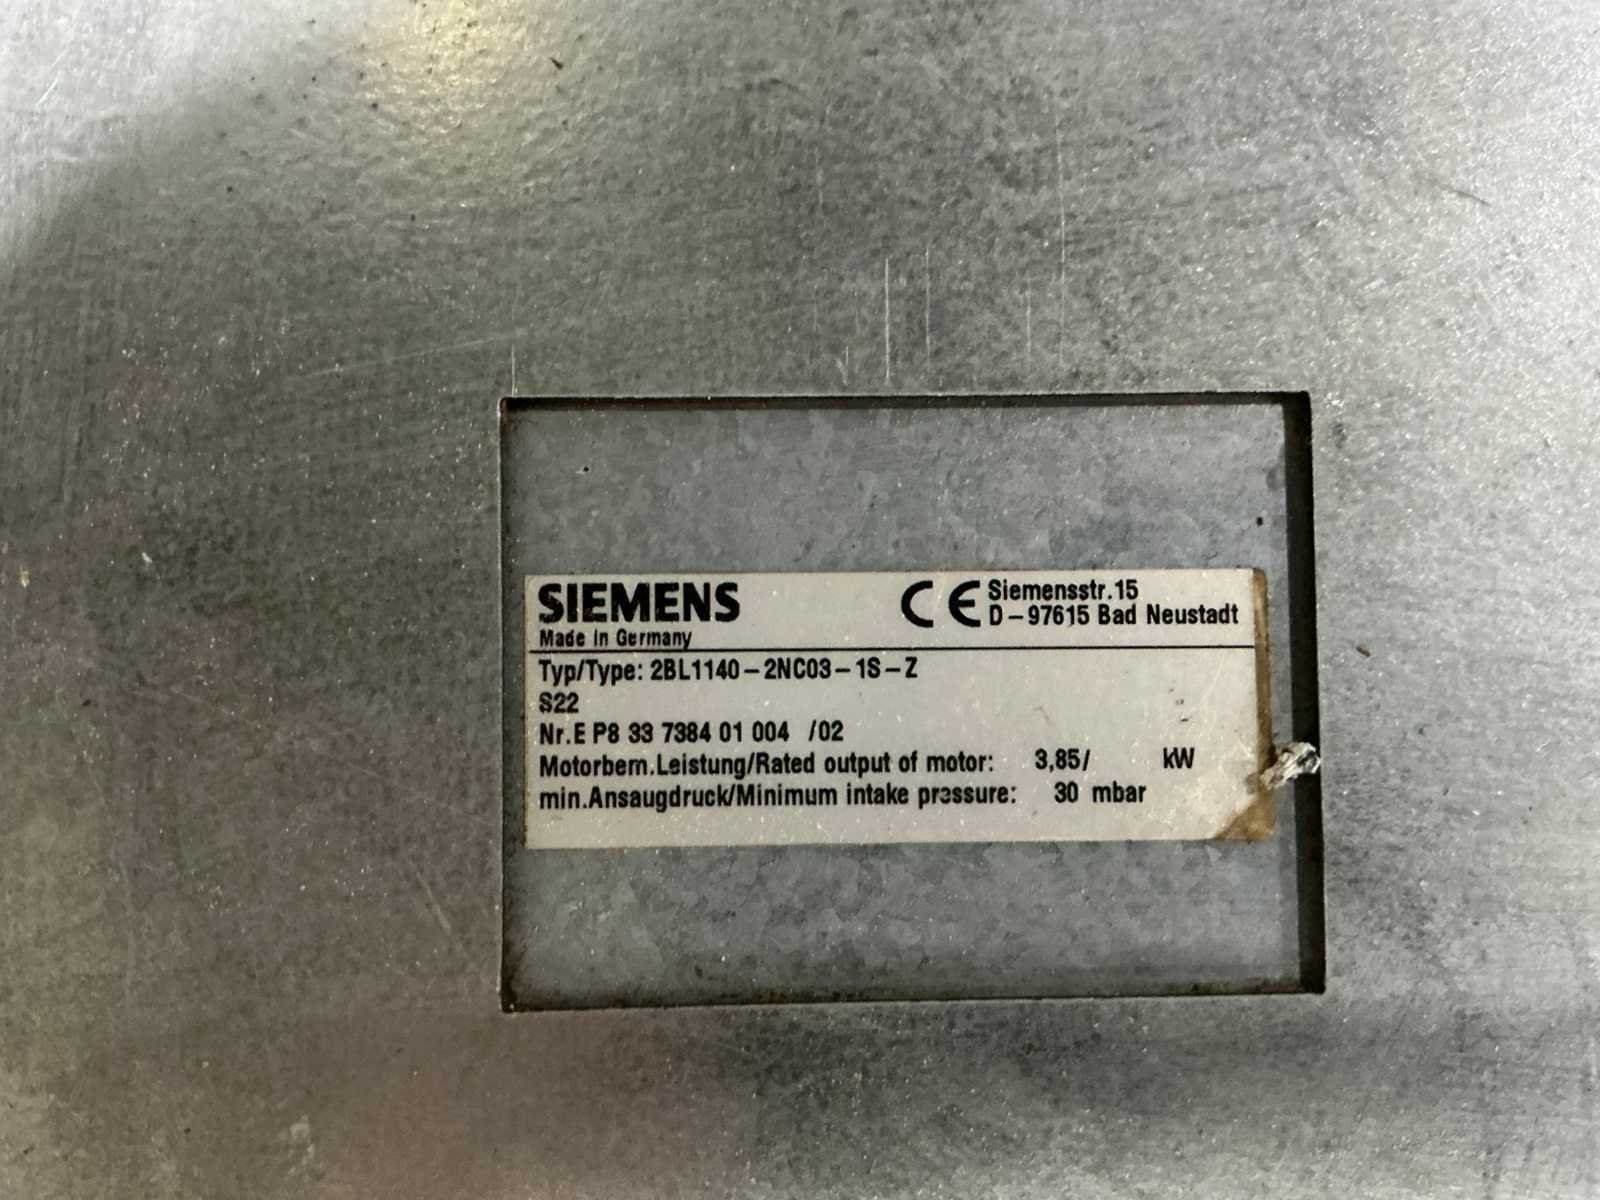 SIEMENS
Made in Germany
CE
Siemensstr.15
D-97615 Bad Neustadt
Typ/Type: 2BL1140-2NC03-1S-Z
S22
Nr.E P8 33 7384 01 004 /02
Motorbem.Leistung/Rated output of motor: 3,85/ kW
min.Ansaugdruck/Minimum intake pressure: 30 mbar